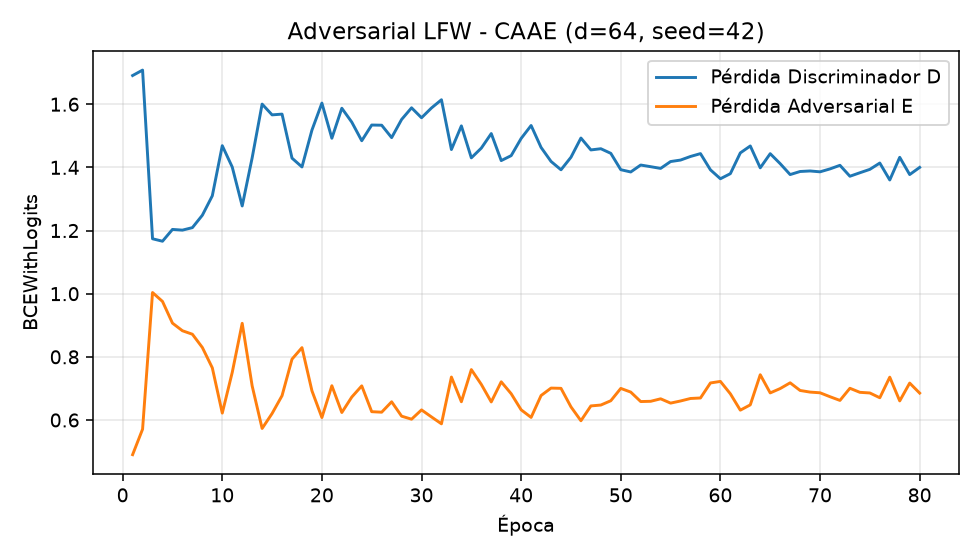 Adversarial LFW - CAAE (d=64, seed=42)
Pérdida Discriminador D
Pérdida Adversarial E
BCEWithLogits
1.6
1.4
1.2
1.0
0.8
0.6
0 10 20 30 40 50 60 70 80
Época